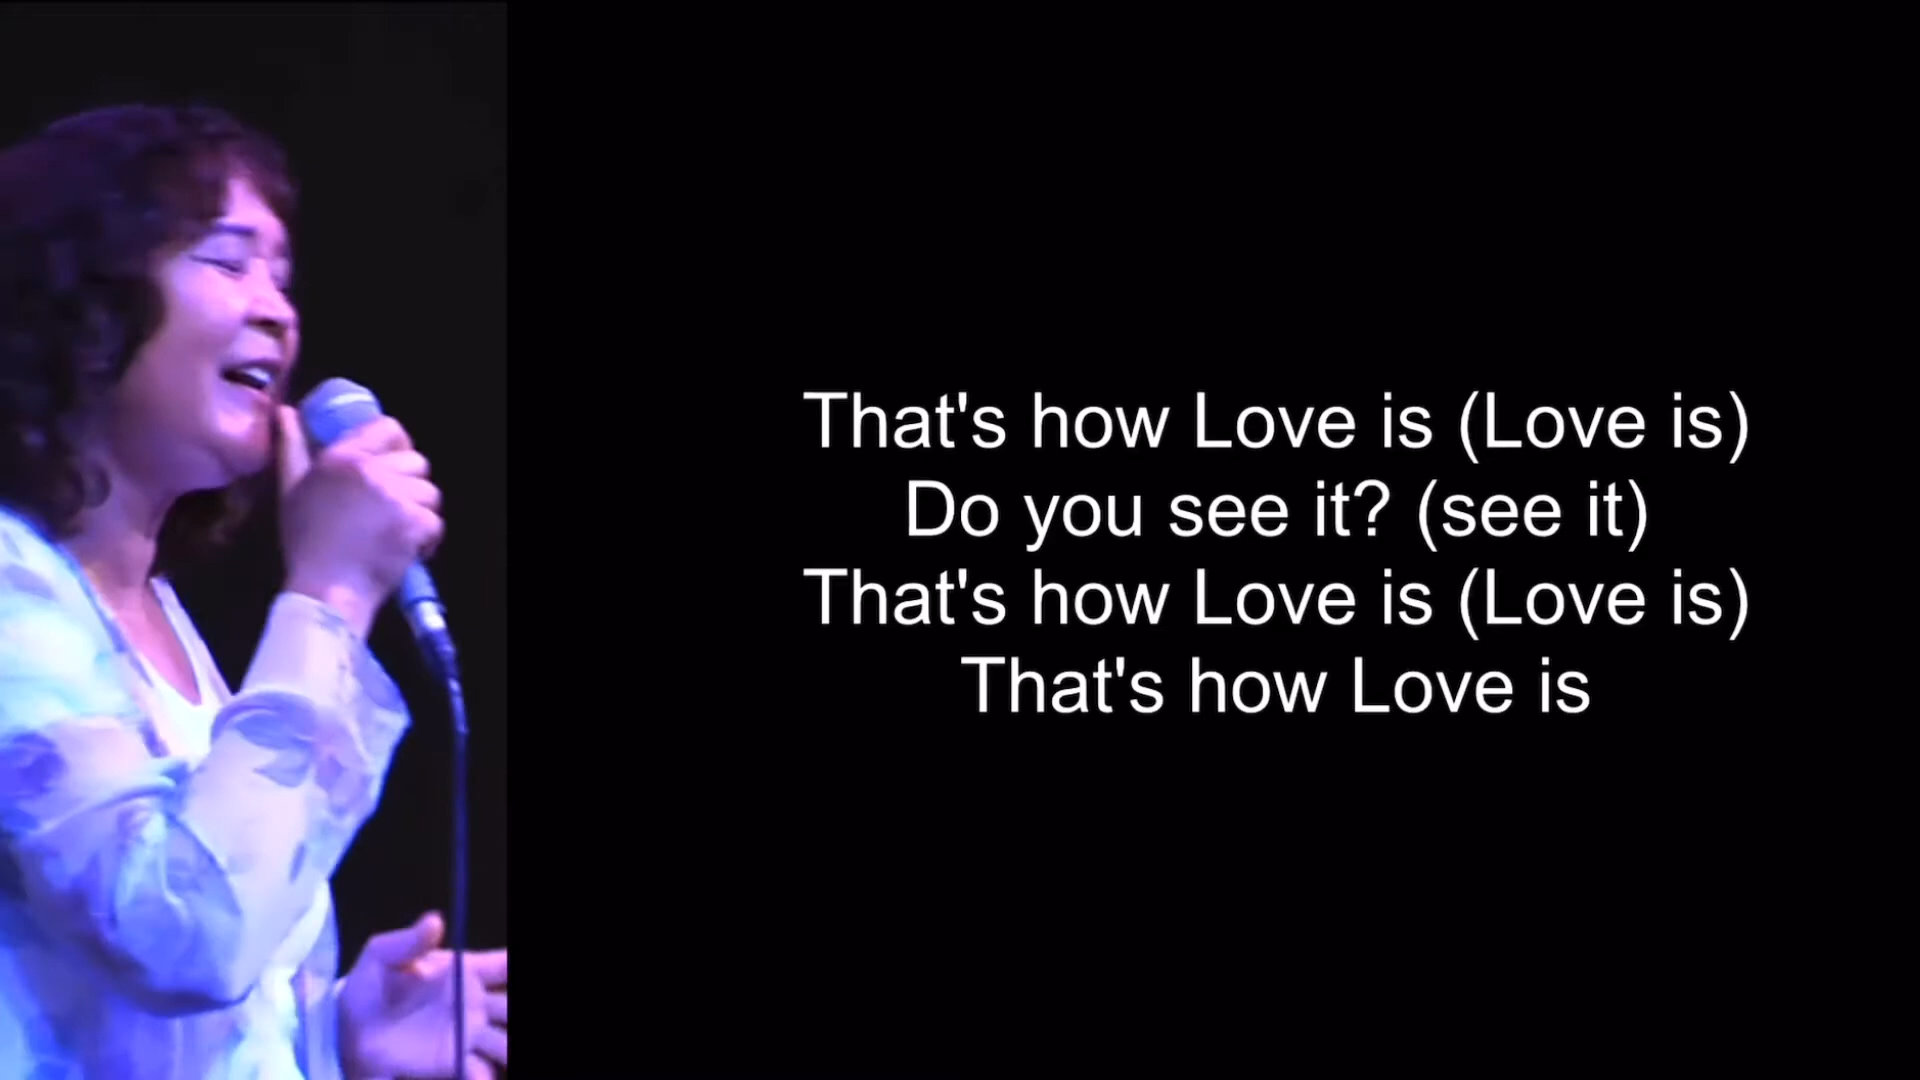 That's how Love is (Love is)
Do you see it? (see it)
That's how Love is (Love is)
That's how Love is